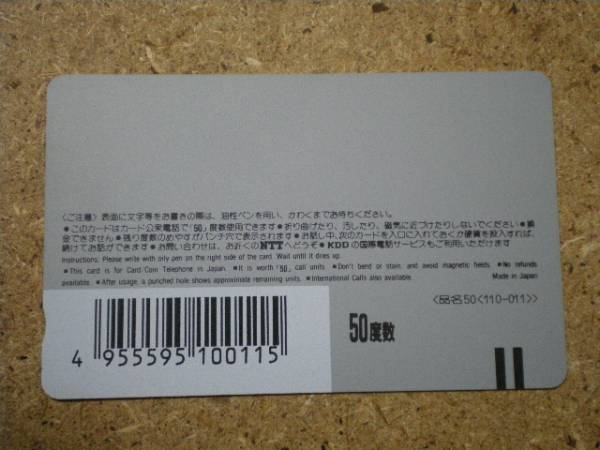 〈ご注意〉表面に文字等をお書きの際は、油性ペンを用い、かわくまでお待ちください。
●このカードはカード公衆電話で「50」度数使用できます●折り曲げたり、汚したり、磁気に近づけたりしないでください●換
金できません●残り度数のめやすがパンチ穴で表示されます●お話し中、次のカードを入口に入れておくか硬貨を投入すれば、
続けてお話ができます●お問い合わせは、お近くのNTTへどうぞ●KDDの国際電話サービスもご利用いただけます
Instructions: Please write with oily pen on the right side of the card. Wait until it dries up.
●This card is for Card Coin Telephone in Japan. ●It is worth「50」call units ●Don't bend or stain, and avoid magnetic fields. ●No refunds
available. ●After usage, a punched hole shows approximate remaining units. ●International Calls also available.
Made in Japan
〈品名50〈110-011〉〉
50度数
4 955595 100115